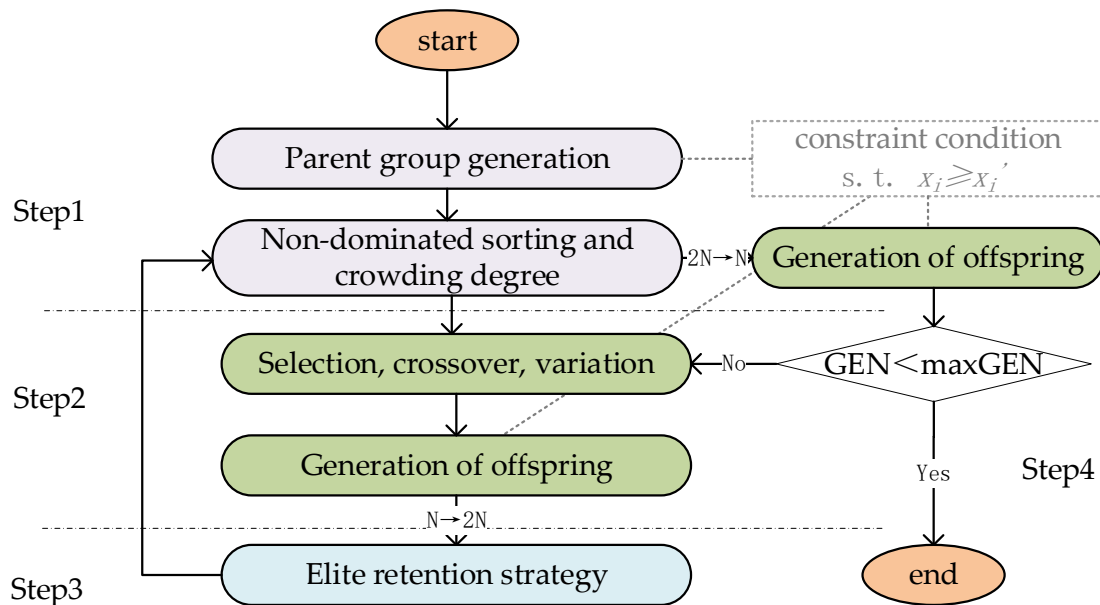 start
Parent group generation
constraint condition
s. t. xᵢ⩾xᵢ'
Step1
Non-dominated sorting and
crowding degree
2N→N
Generation of offspring
Selection, crossover, variation
No
GEN<maxGEN
Step2
Generation of offspring
Yes
Step4
N→2N
Elite retention strategy
end
Step3